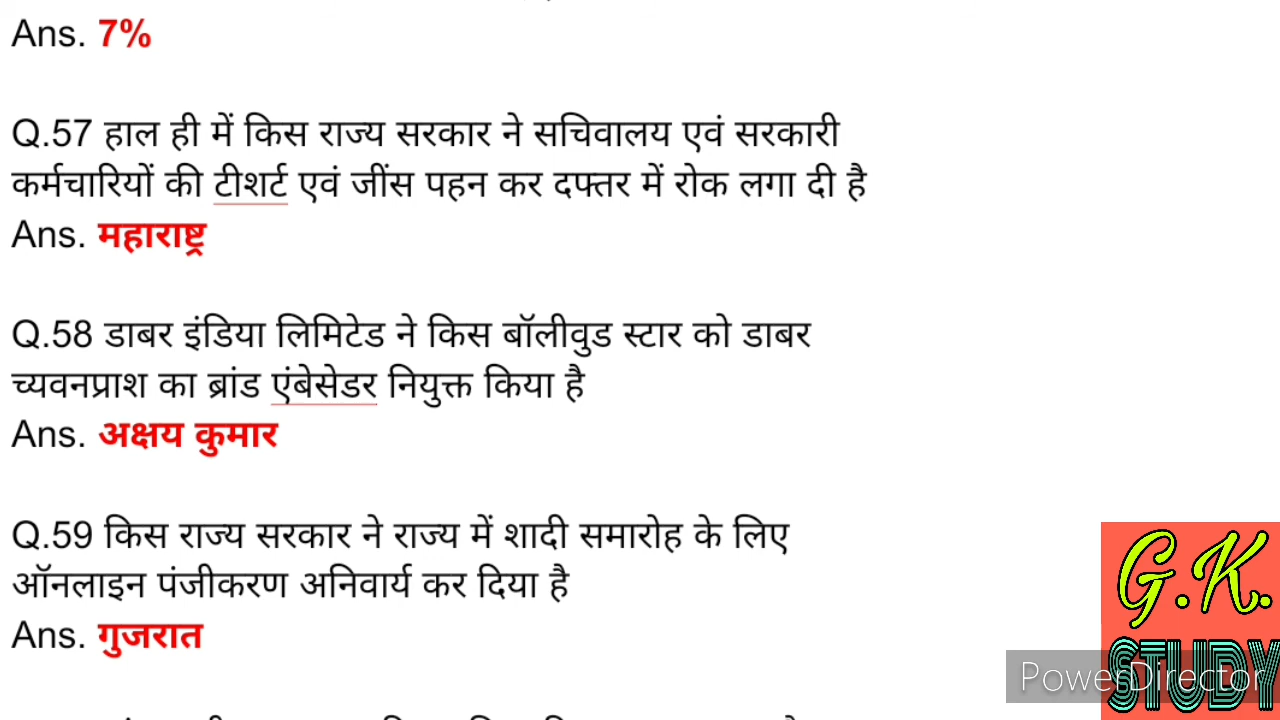 Ans. 7%
Q.57 हाल ही में किस राज्य सरकार ने सचिवालय एवं सरकारी
कर्मचारियों की टीशर्ट एवं जींस पहन कर दफ्तर में रोक लगा दी है
Ans. महाराष्ट्र
Q.58 डाबर इंडिया लिमिटेड ने किस बॉलीवुड स्टार को डाबर
च्यवनप्राश का ब्रांड एंबेसेडर नियुक्त किया है
Ans. अक्षय कुमार
Q.59 किस राज्य सरकार ने राज्य में शादी समारोह के लिए
ऑनलाइन पंजीकरण अनिवार्य कर दिया है
Ans. गुजरात
G.K.
STUDY
PowerDirector